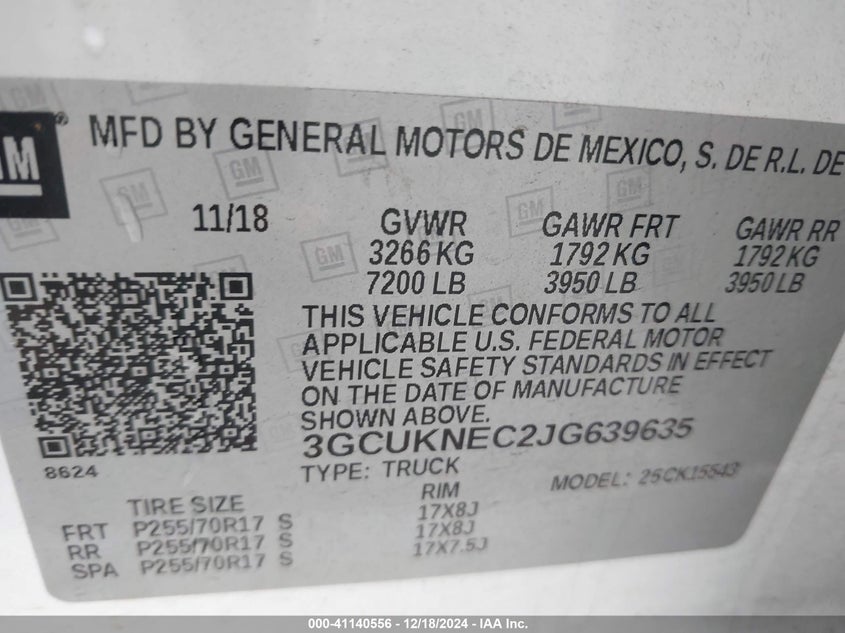 GM® MFD BY GENERAL MOTORS DE MEXICO, S. DE R.L. DE
11/18 GVWR GAWR FRT GAWR RR
3266 KG 1792 KG 1792 KG
7200 LB 3950 LB 3950 LB
THIS VEHICLE CONFORMS TO ALL
APPLICABLE U.S. FEDERAL MOTOR
VEHICLE SAFETY STANDARDS IN EFFECT
ON THE DATE OF MANUFACTURE
SHOWN ABOVE.
3GCUKNEC2JG639635
8624 TYPE: TRUCK MODEL: 25CK15543
TIRE SIZE RIM
FRT P255/70R17 S 17X8J
RR P255/70R17 S 17X8J
SPA P255/70R17 S 17X7.5J
000-41140556 - 12/18/2024 - IAA Inc.